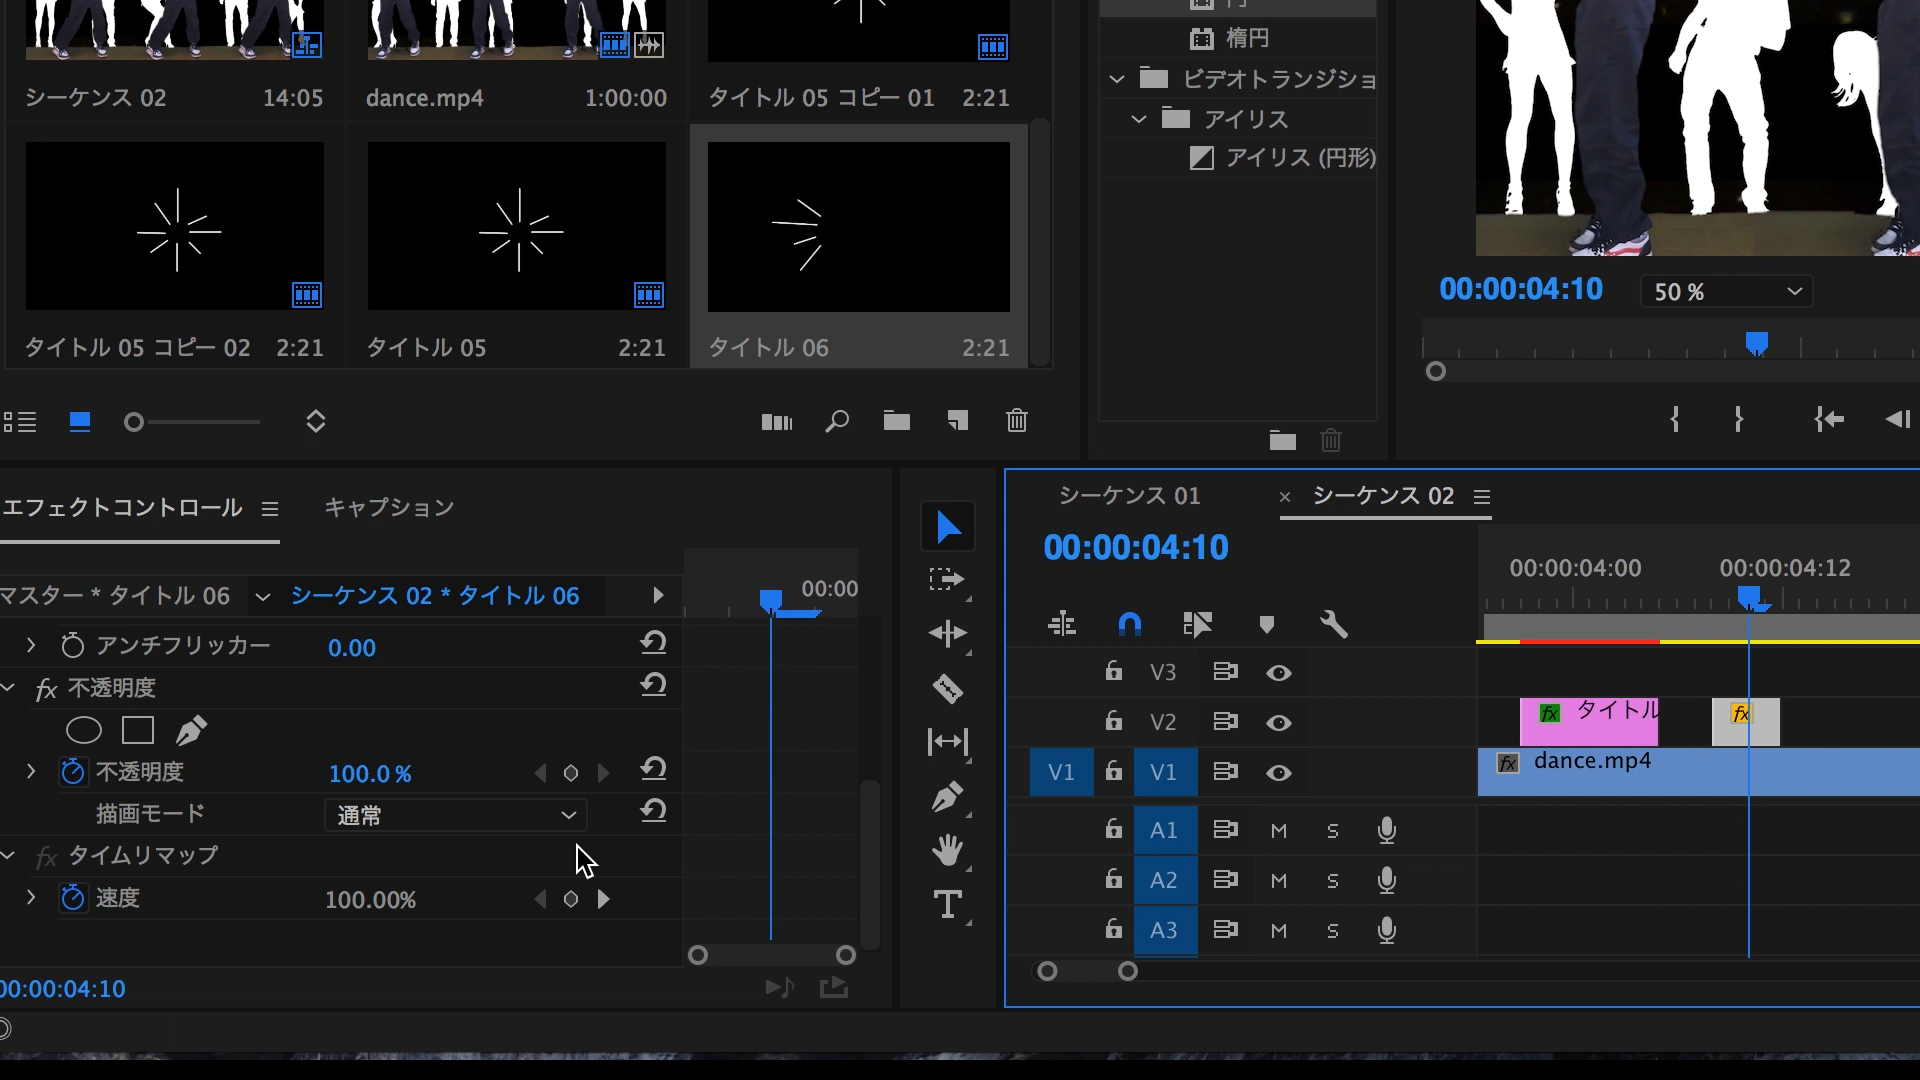 シーケンス 02 14:05
dance.mp4 1:00:00
タイトル 05 コピー 01 2:21
タイトル 05 コピー 02 2:21
タイトル 05 2:21
タイトル 06 2:21
楕円
ビデオトランジショ
アイリス
アイリス (円形)
00:00:04:10 50 %
エフェクトコントロール キャプション
マスター * タイトル 06 シーケンス 02 * タイトル 06 00:00
アンチフリッカー 0.00
fx 不透明度
不透明度 100.0 %
描画モード 通常
fx タイムリマップ
速度 100.00%
00:00:04:10
シーケンス 01 × シーケンス 02
00:00:04:10
00:00:04:00 00:00:04:12
V3
V2 fx タイトル fx
V1 V1 fx dance.mp4
A1 M S
A2 M S
A3 M S
T